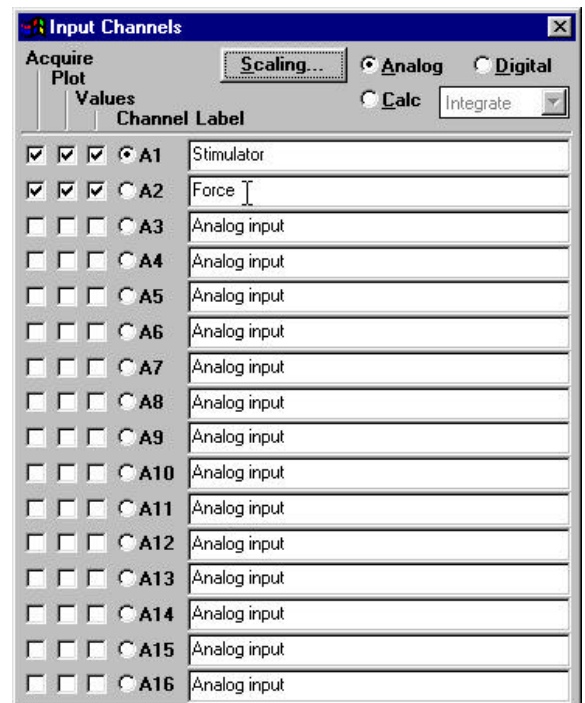 Input Channels
Acquire
Plot
Values
Channel Label
Scaling...
Analog
Digital
Calc
Integrate
A1 Stimulator
A2 Force
A3 Analog input
A4 Analog input
A5 Analog input
A6 Analog input
A7 Analog input
A8 Analog input
A9 Analog input
A10 Analog input
A11 Analog input
A12 Analog input
A13 Analog input
A14 Analog input
A15 Analog input
A16 Analog input